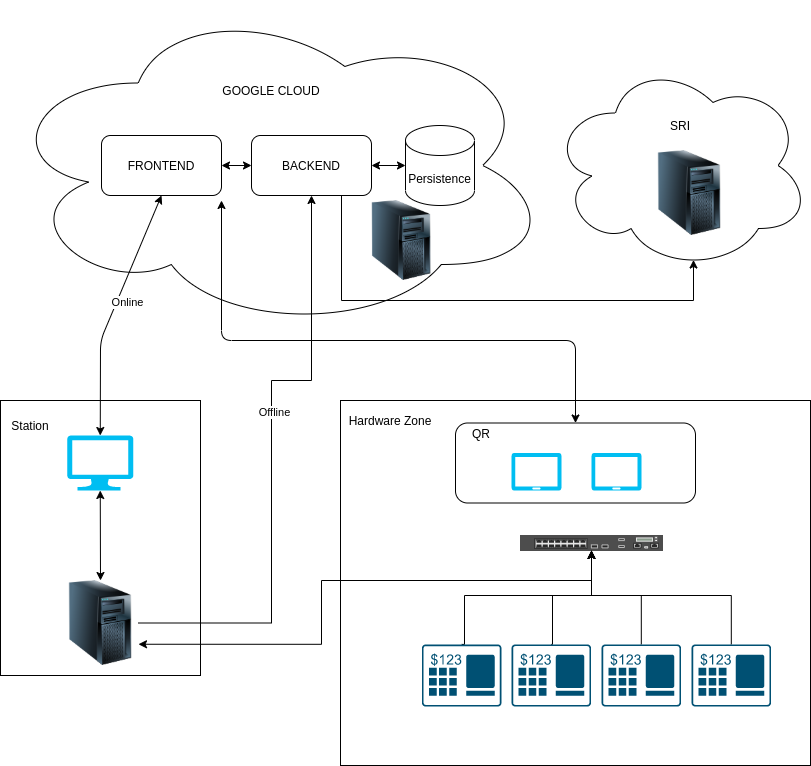 GOOGLE CLOUD
SRI
FRONTEND
BACKEND
Persistence
Online
Offline
Station
Hardware Zone
QR
$123
$123
$123
$123